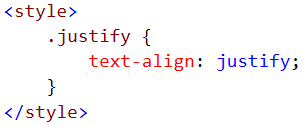 <style>
    .justify {
        text-align: justify;
    }
</style>